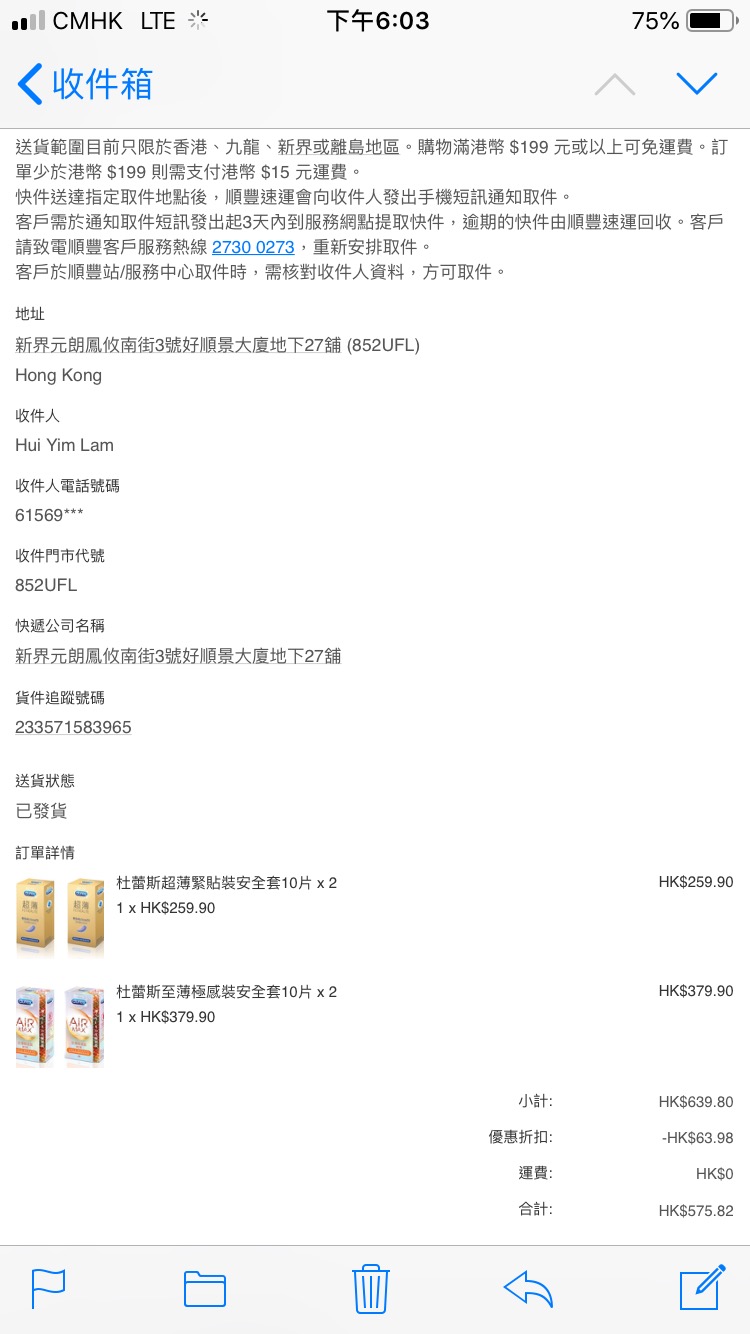 CMHK LTE 下午6:03 75%
收件箱
送貨範圍目前只限於香港、九龍、新界或離島地區。購物滿港幣 $199 元或以上可免運費。訂
單少於港幣 $199 則需支付港幣 $15 元運費。
快件送達指定取件地點後，順豐速運會向收件人發出手機短訊通知取件。
客戶需於通知取件短訊發出起3天內到服務網點提取快件，逾期的快件由順豐速運回收。客戶
請致電順豐客戶服務熱線 2730 0273，重新安排取件。
客戶於順豐站/服務中心取件時，需核對收件人資料，方可取件。
地址
新界元朗鳳攸南街3號好順景大廈地下27舖 (852UFL)
Hong Kong
收件人
Hui Yim Lam
收件人電話號碼
61569***
收件門市代號
852UFL
快遞公司名稱
新界元朗鳳攸南街3號好順景大廈地下27舖
貨件追蹤號碼
233571583965
送貨狀態
已發貨
訂單詳情
杜蕾斯超薄緊貼裝安全套10片 x 2 HK$259.90
1 x HK$259.90
超薄 超薄
杜蕾斯至薄極感裝安全套10片 x 2 HK$379.90
1 x HK$379.90
AiR AiR
小計: HK$639.80
優惠折扣: -HK$63.98
運費: HK$0
合計: HK$575.82